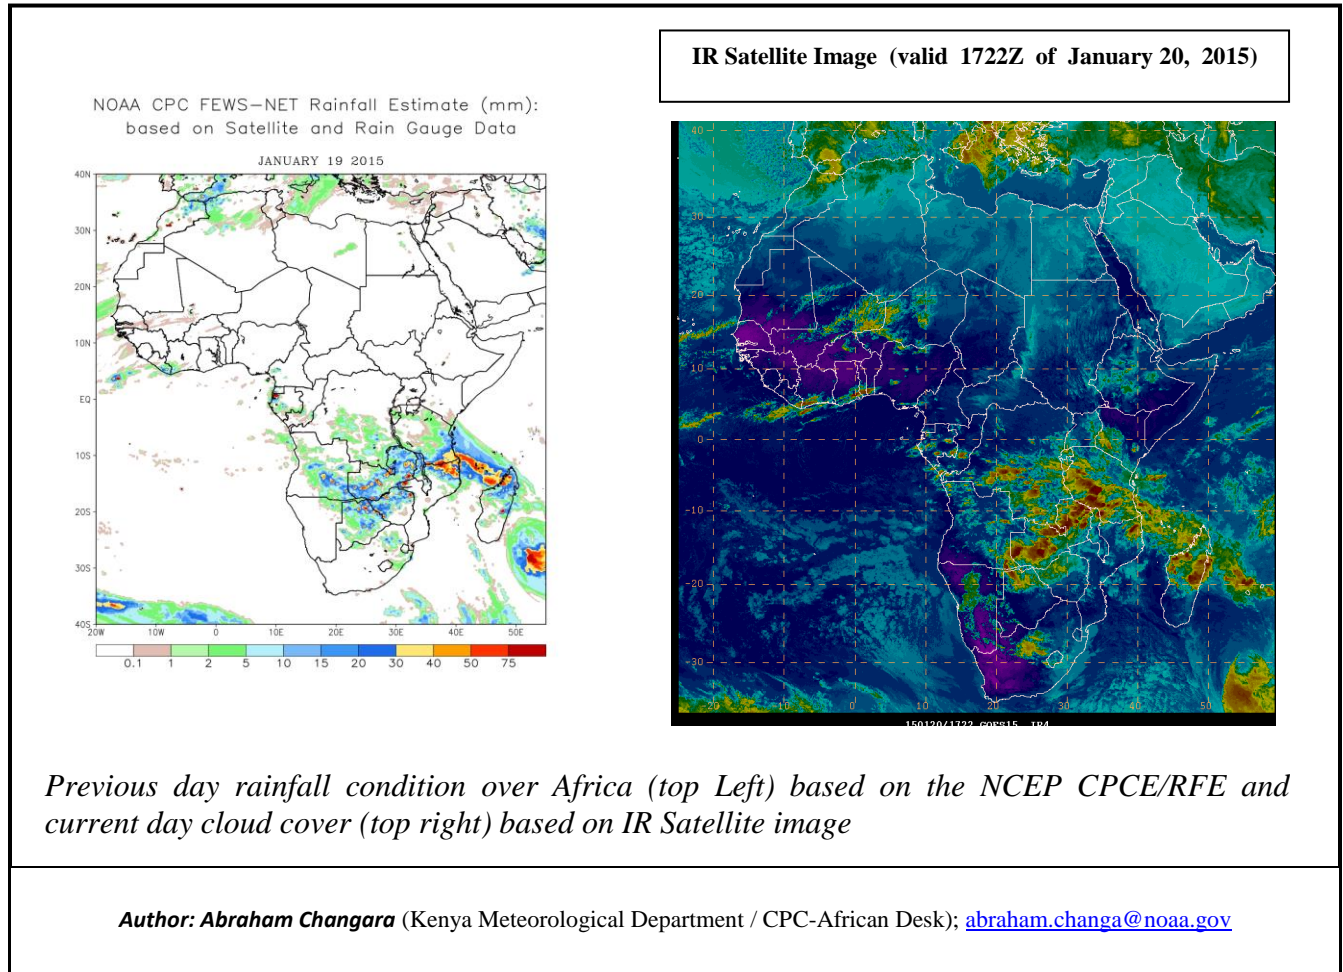 IR Satellite Image (valid 1722Z of January 20, 2015)
NOAA CPC FEWS-NET Rainfall Estimate (mm):
based on Satellite and Rain Gauge Data
JANUARY 19 2015
40N
30N
20N
10N
EQ
10S
20S
30S
40S
20W 10W 0 10E 20E 30E 40E 50E
0.1 1 2 5 10 15 20 30 40 50 75
40
30
20
10
0
-10
-20
-30
-20 -10 0 10 20 30 40 50
150120/1722 GOES15 IR4
Previous day rainfall condition over Africa (top Left) based on the NCEP CPCE/RFE and
current day cloud cover (top right) based on IR Satellite image
Author: Abraham Changara (Kenya Meteorological Department / CPC-African Desk); abraham.changa@noaa.gov